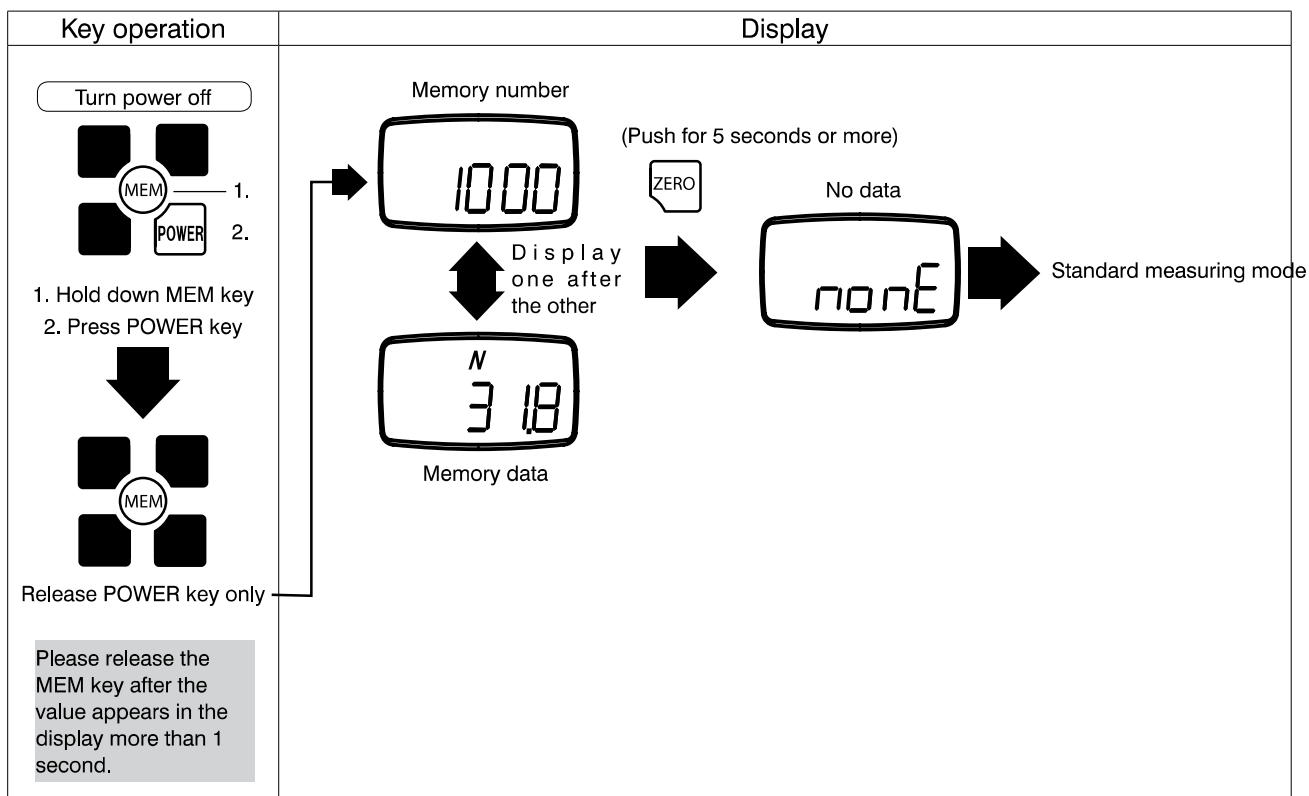 Key operation
Display
Turn power off
MEM
1.
POWER
2.
1. Hold down MEM key
2. Press POWER key
MEM
Release POWER key only
Please release the
MEM key after the
value appears in the
display more than 1
second.
Memory number
1000
Display
one after
the other
N
31.8
Memory data
(Push for 5 seconds or more)
ZERO
No data
nonE
Standard measuring mode